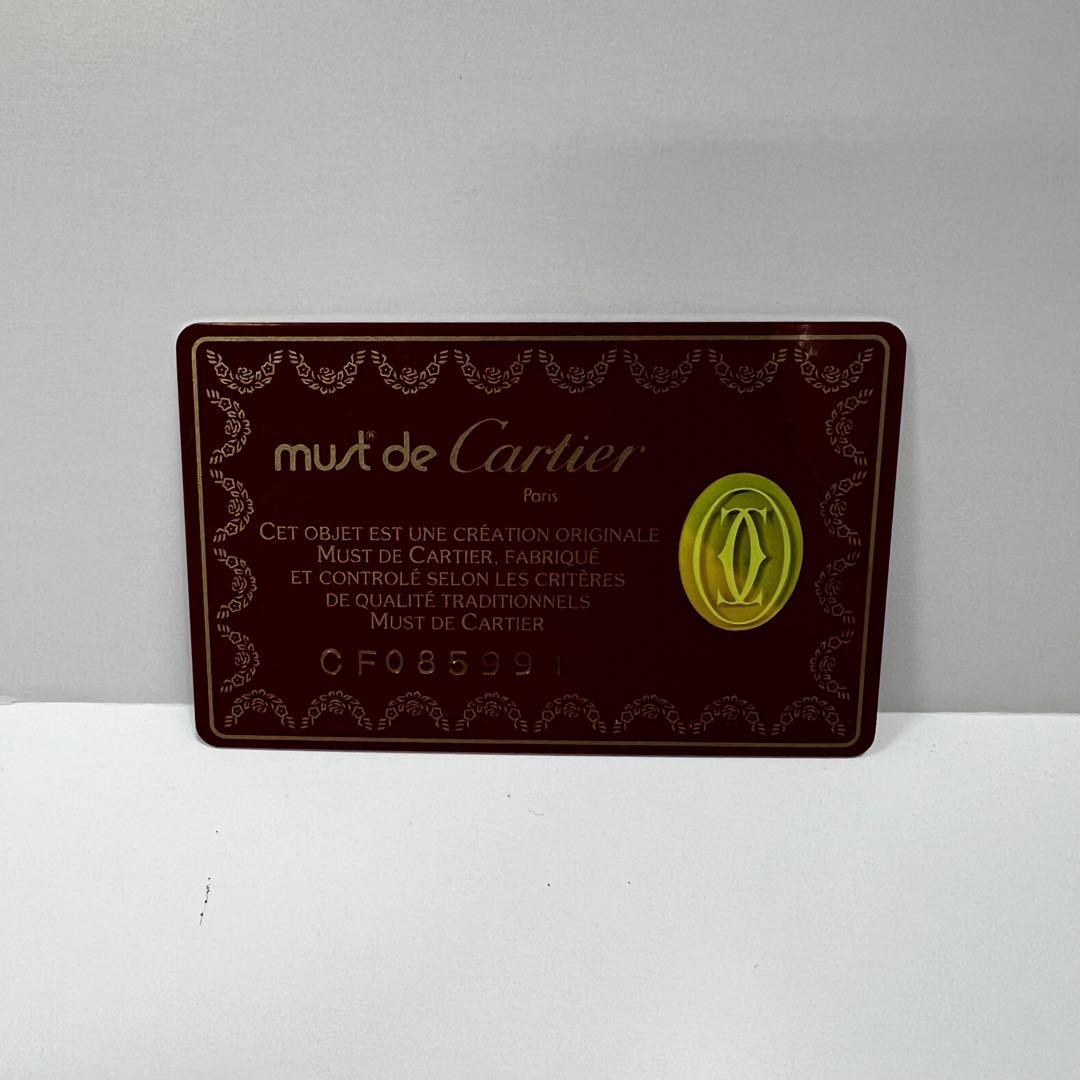 must® de Cartier
Paris
CET OBJET EST UNE CRÉATION ORIGINALE
MUST DE CARTIER, FABRIQUÉ
ET CONTROLÉ SELON LES CRITÈRES
DE QUALITÉ TRADITIONNELS
MUST DE CARTIER
CF085991